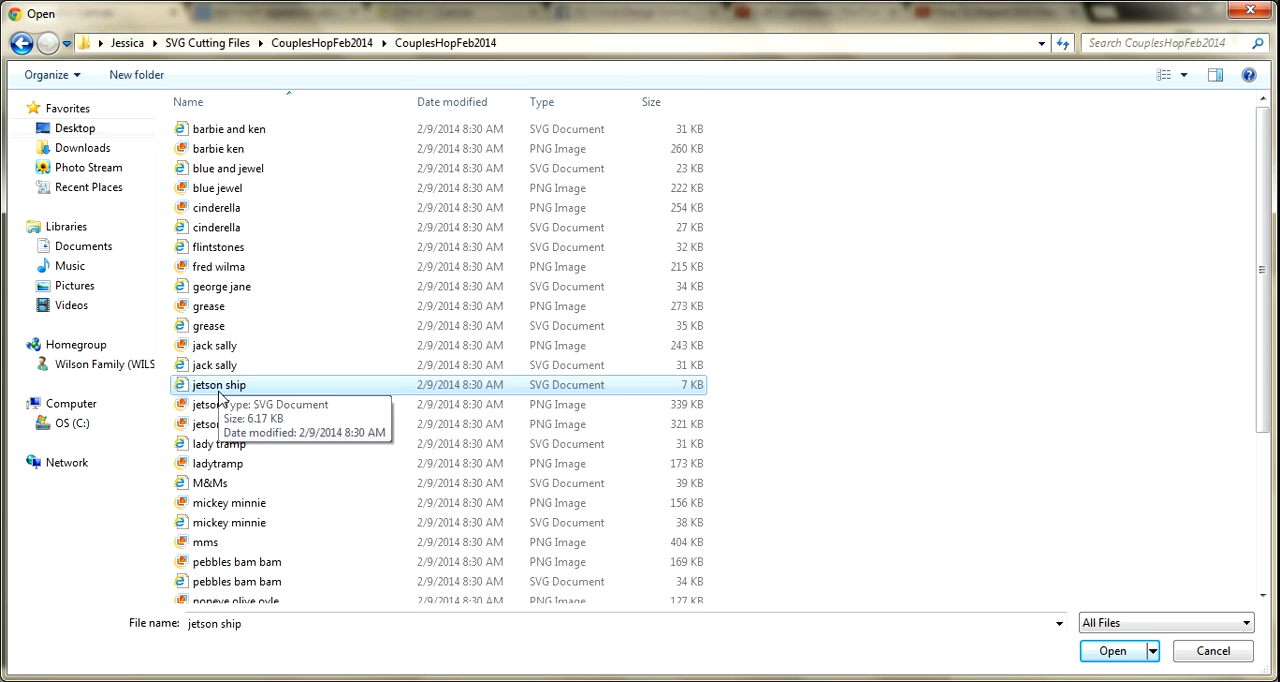 Open
Jessica SVG Cutting Files CouplesHopFeb2014 CouplesHopFeb2014 Search CouplesHopFeb2014
Organize New folder
Name Date modified Type Size
Favorites
Desktop
Downloads
Photo Stream
Recent Places
Libraries
Documents
Music
Pictures
Videos
Homegroup
Wilson Family (WILS
Computer
OS (C:)
Network
barbie and ken 2/9/2014 8:30 AM SVG Document 31 KB
barbie ken 2/9/2014 8:30 AM PNG Image 260 KB
blue and jewel 2/9/2014 8:30 AM SVG Document 23 KB
blue jewel 2/9/2014 8:30 AM PNG Image 222 KB
cinderella 2/9/2014 8:30 AM PNG Image 254 KB
cinderella 2/9/2014 8:30 AM SVG Document 27 KB
flintstones 2/9/2014 8:30 AM SVG Document 32 KB
fred wilma 2/9/2014 8:30 AM PNG Image 215 KB
george jane 2/9/2014 8:30 AM SVG Document 34 KB
grease 2/9/2014 8:30 AM PNG Image 273 KB
grease 2/9/2014 8:30 AM SVG Document 35 KB
jack sally 2/9/2014 8:30 AM PNG Image 243 KB
jack sally 2/9/2014 8:30 AM SVG Document 31 KB
jetson ship 2/9/2014 8:30 AM SVG Document 7 KB
jetso 2/9/2014 8:30 AM PNG Image 339 KB
jetso 2/9/2014 8:30 AM PNG Image 321 KB
Type: SVG Document
Size: 6.17 KB
Date modified: 2/9/2014 8:30 AM
lady tramp 2/9/2014 8:30 AM SVG Document 31 KB
ladytramp 2/9/2014 8:30 AM PNG Image 173 KB
M&Ms 2/9/2014 8:30 AM SVG Document 39 KB
mickey minnie 2/9/2014 8:30 AM PNG Image 156 KB
mickey minnie 2/9/2014 8:30 AM SVG Document 38 KB
mms 2/9/2014 8:30 AM PNG Image 404 KB
pebbles bam bam 2/9/2014 8:30 AM PNG Image 169 KB
pebbles bam bam 2/9/2014 8:30 AM SVG Document 34 KB
popeye olive oyle 2/9/2014 8:30 AM PNG Image 127 KB
File name: jetson ship All Files
Open Cancel